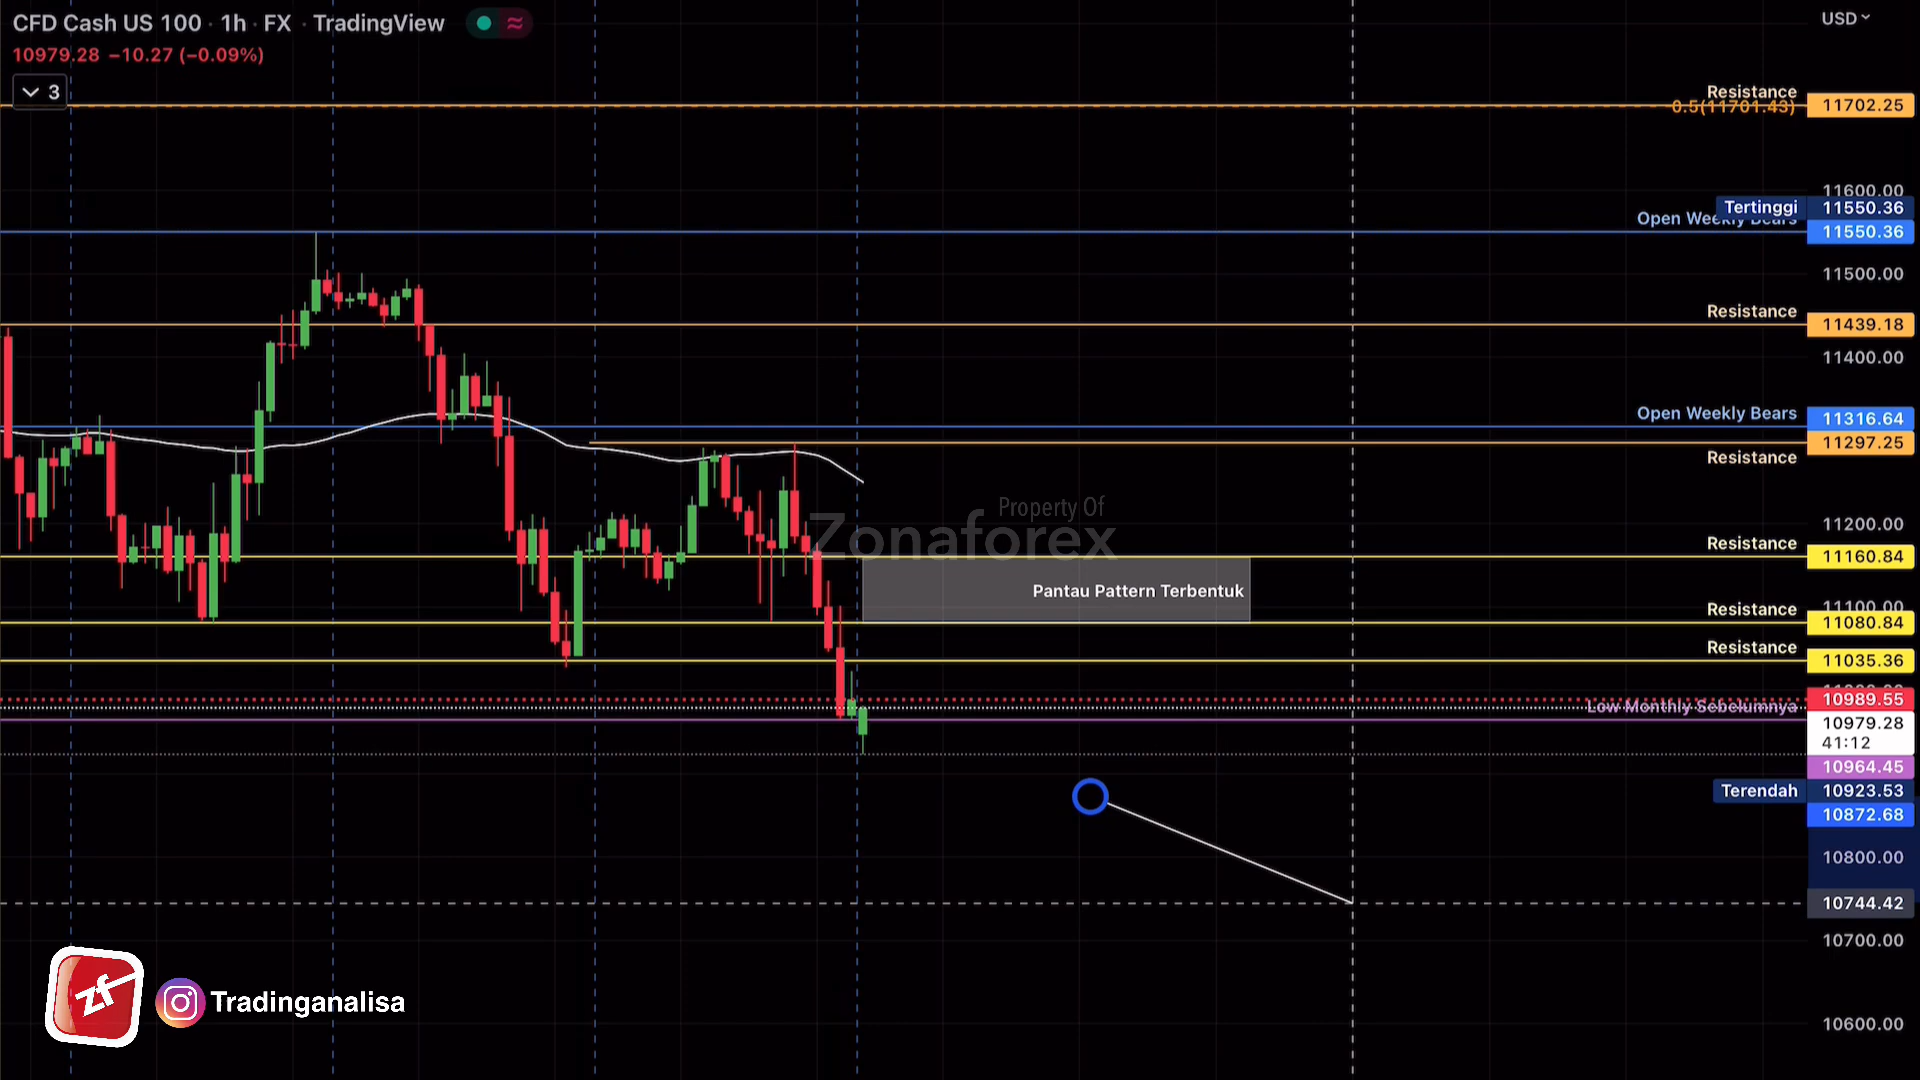 CFD Cash US 100 · 1h · FX · TradingView
10979.28 −10.27 (−0.09%)
3
USD
Resistance
0.5(11701.43)
11702.25
11600.00
Tertinggi 11550.36
Open Weekly Bears 11550.36
11500.00
Resistance
11439.18
11400.00
Open Weekly Bears 11316.64
11297.25
Resistance
Property Of
Zonaforex
11200.00
Resistance
11160.84
Pantau Pattern Terbentuk
11100.00
Resistance
11080.84
Resistance
11035.36
10989.55
Low Monthly Sebelumnya
10979.28
41:12
10964.45
Terendah 10923.53
10872.68
10800.00
10744.42
10700.00
zf
Tradinganalisa
10600.00